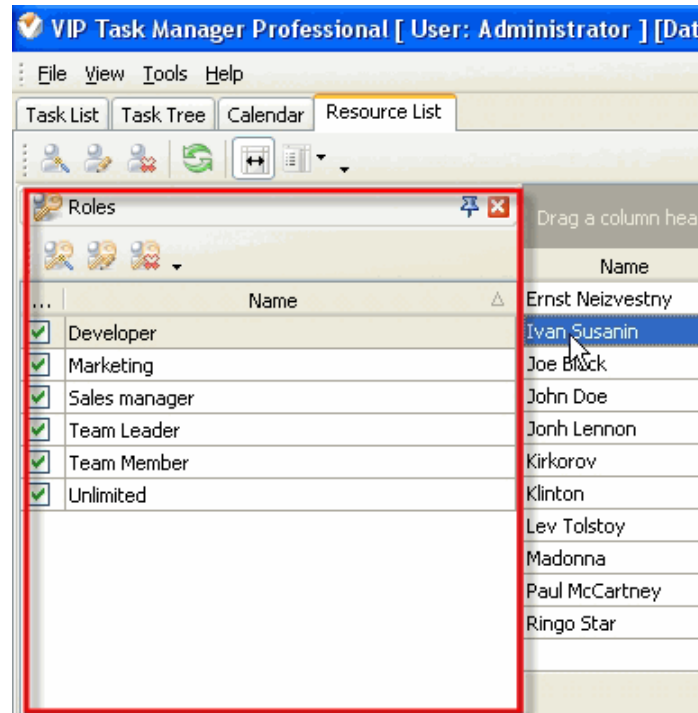 VIP Task Manager Professional [ User: Administrator ] [Dat
File View Tools Help
Task List Task Tree Calendar Resource List
Roles
Drag a column hea
... Name
Name
Developer
Marketing
Sales manager
Team Leader
Team Member
Unlimited
Ernst Neizvestny
Ivan Susanin
Joe Black
John Doe
Jonh Lennon
Kirkorov
Klinton
Lev Tolstoy
Madonna
Paul McCartney
Ringo Star